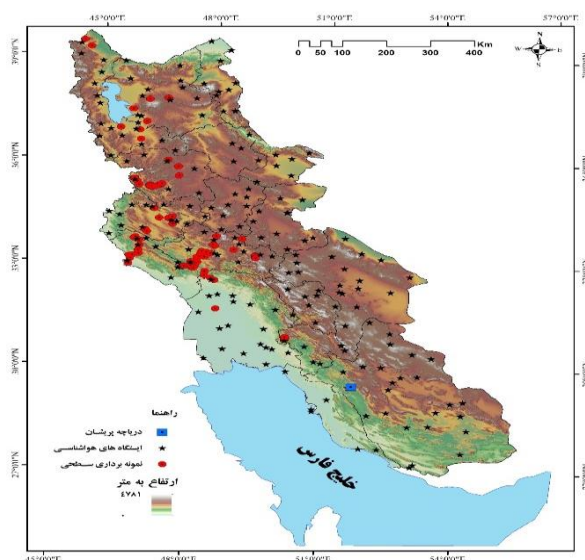 45°0'0"E 48°0'0"E 51°0'0"E 54°0'0"E 57°0'0"E
0 25 50 100 200 300 400 Km
N
W E
S
39°0'0"N
36°0'0"N
33°0'0"N
30°0'0"N
27°0'0"N
راهنما
دریاچه پریشان
ایستگاه های هواشناسی
نمونه برداری سطحی
ارتفاع به متر
۴۷۸۱
۰
خلیج فارس
45°0'0"E 48°0'0"E 51°0'0"E 54°0'0"E